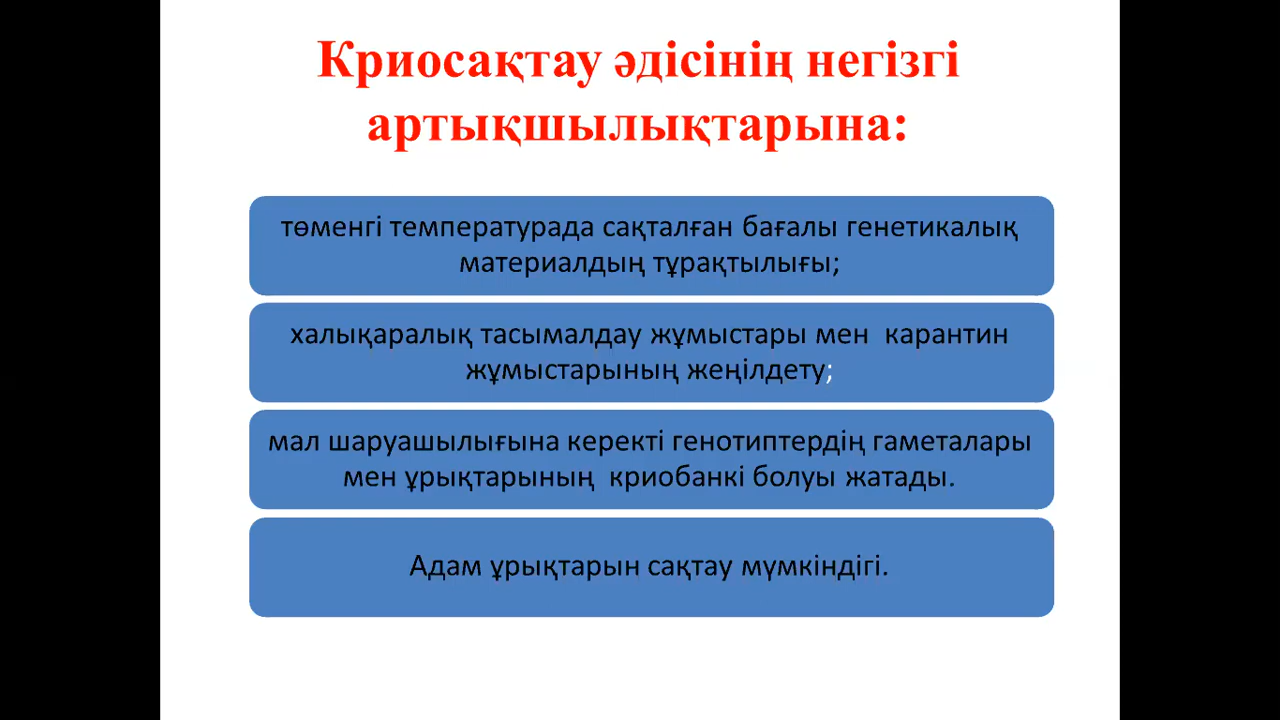 Криосақтау әдісінің негізгі
артықшылықтарына:
төменгі температурада сақталған бағалы генетикалық
материалдың тұрақтылығы;
халықаралық тасымалдау жұмыстары мен карантин
жұмыстарының жеңілдету;
мал шаруашылығына керекті генотиптердің гаметалары
мен ұрықтарының криобанкі болуы жатады.
Адам ұрықтарын сақтау мүмкіндігі.